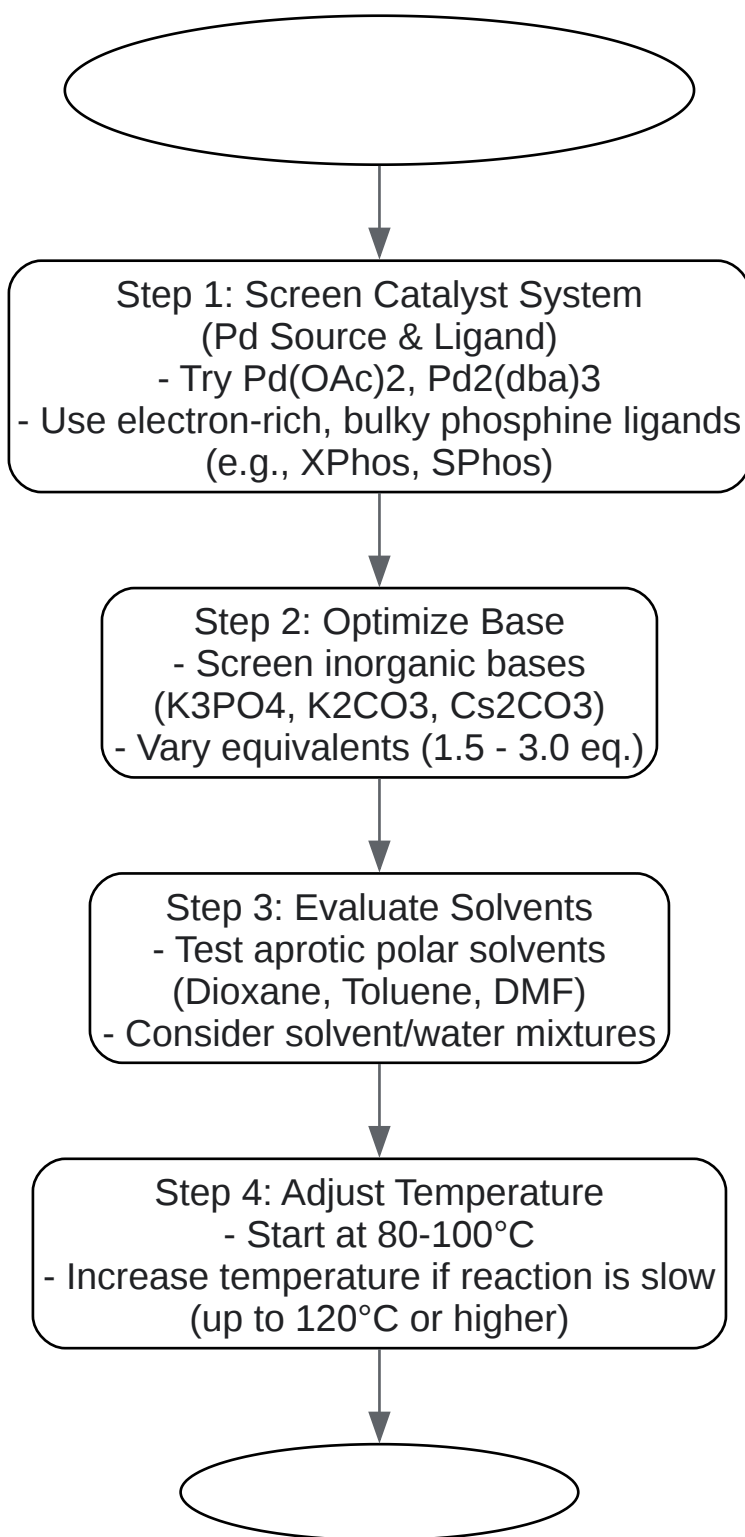 Step 1: Screen Catalyst System
(Pd Source & Ligand)
- Try Pd(OAc)2, Pd2(dba)3
- Use electron-rich, bulky phosphine ligands
(e.g., XPhos, SPhos)
Step 2: Optimize Base
- Screen inorganic bases
(K3PO4, K2CO3, Cs2CO3)
- Vary equivalents (1.5 - 3.0 eq.)
Step 3: Evaluate Solvents
- Test aprotic polar solvents
(Dioxane, Toluene, DMF)
- Consider solvent/water mixtures
Step 4: Adjust Temperature
- Start at 80-100°C
- Increase temperature if reaction is slow
(up to 120°C or higher)